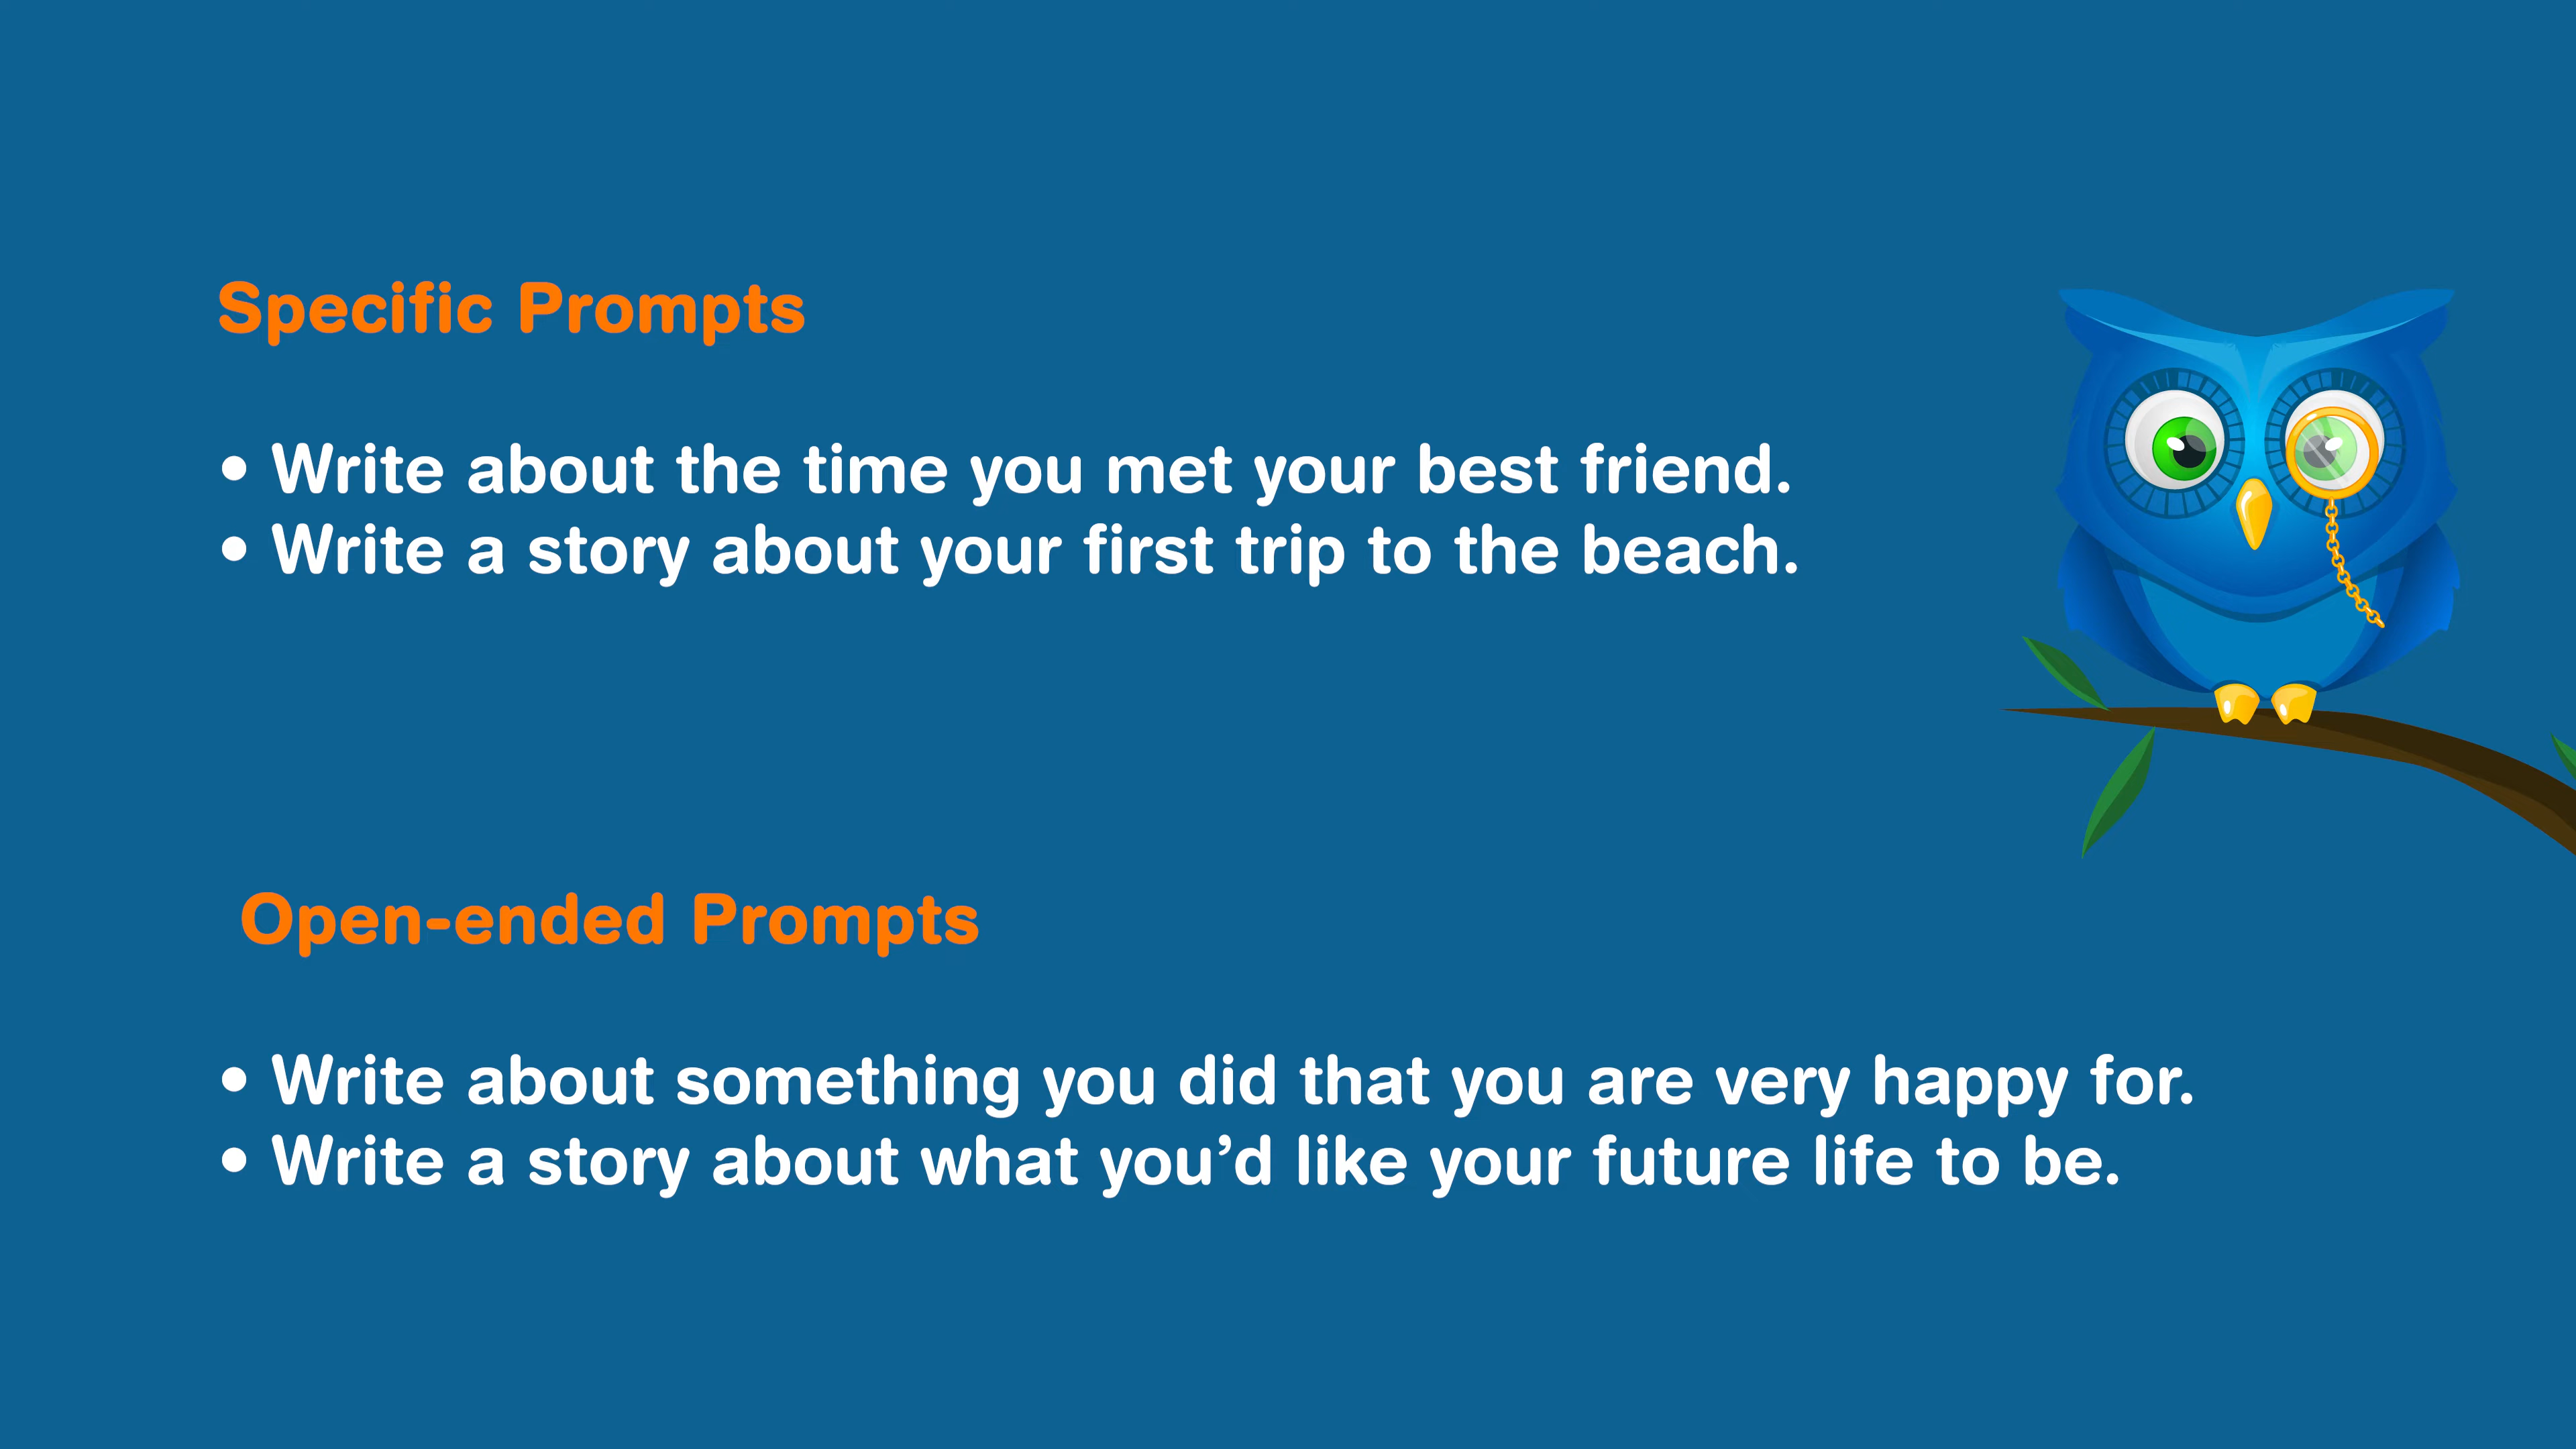 Specific Prompts
• Write about the time you met your best friend.
• Write a story about your first trip to the beach.
Open-ended Prompts
• Write about something you did that you are very happy for.
• Write a story about what you’d like your future life to be.